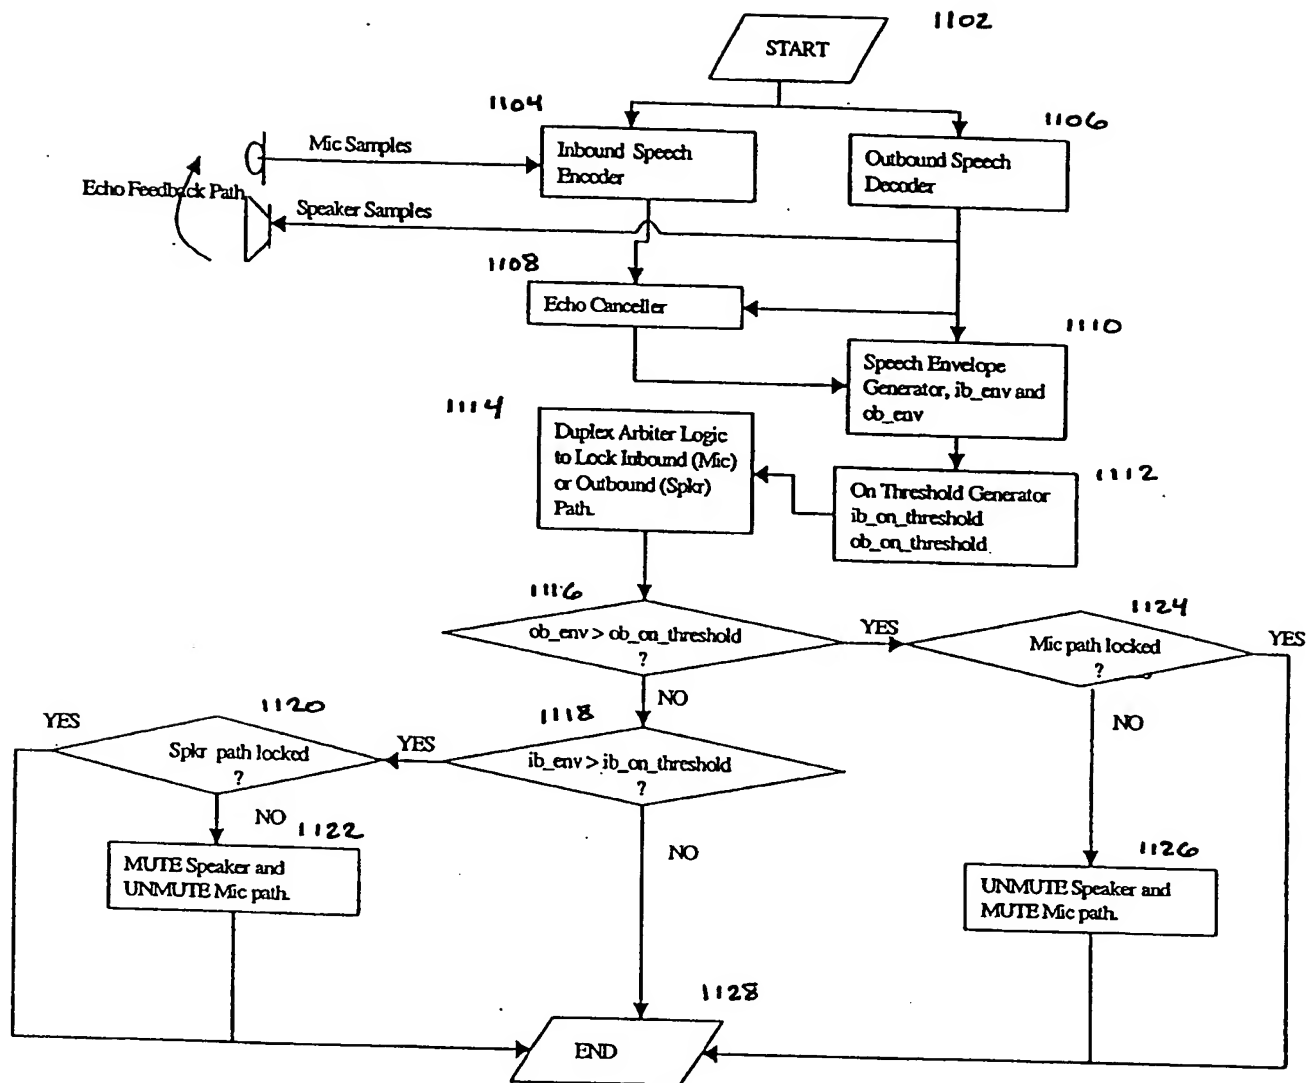 1102
START
1104
1106
Mic Samples
Inbound Speech
Encoder
Outbound Speech
Decoder
Echo Feedback Path
Speaker Samples
1108
Echo Canceller
1110
Speech Envelope
Generator, ib_env and
ob_env
1114
Duplex Arbiter Logic
to Lock Inbound (Mic)
or Outbound (Spkr)
Path.
1112
On Threshold Generator
ib_on_threshold
ob_on_threshold
1116
ob_env > ob_on_threshold
?
YES
1124
Mic path locked
?
YES
NO
NO
1118
ib_env > ib_on_threshold
?
YES
1120
Spkr path locked
?
YES
NO
1122
MUTE Speaker and
UNMUTE Mic path.
NO
1126
UNMUTE Speaker and
MUTE Mic path.
1128
END